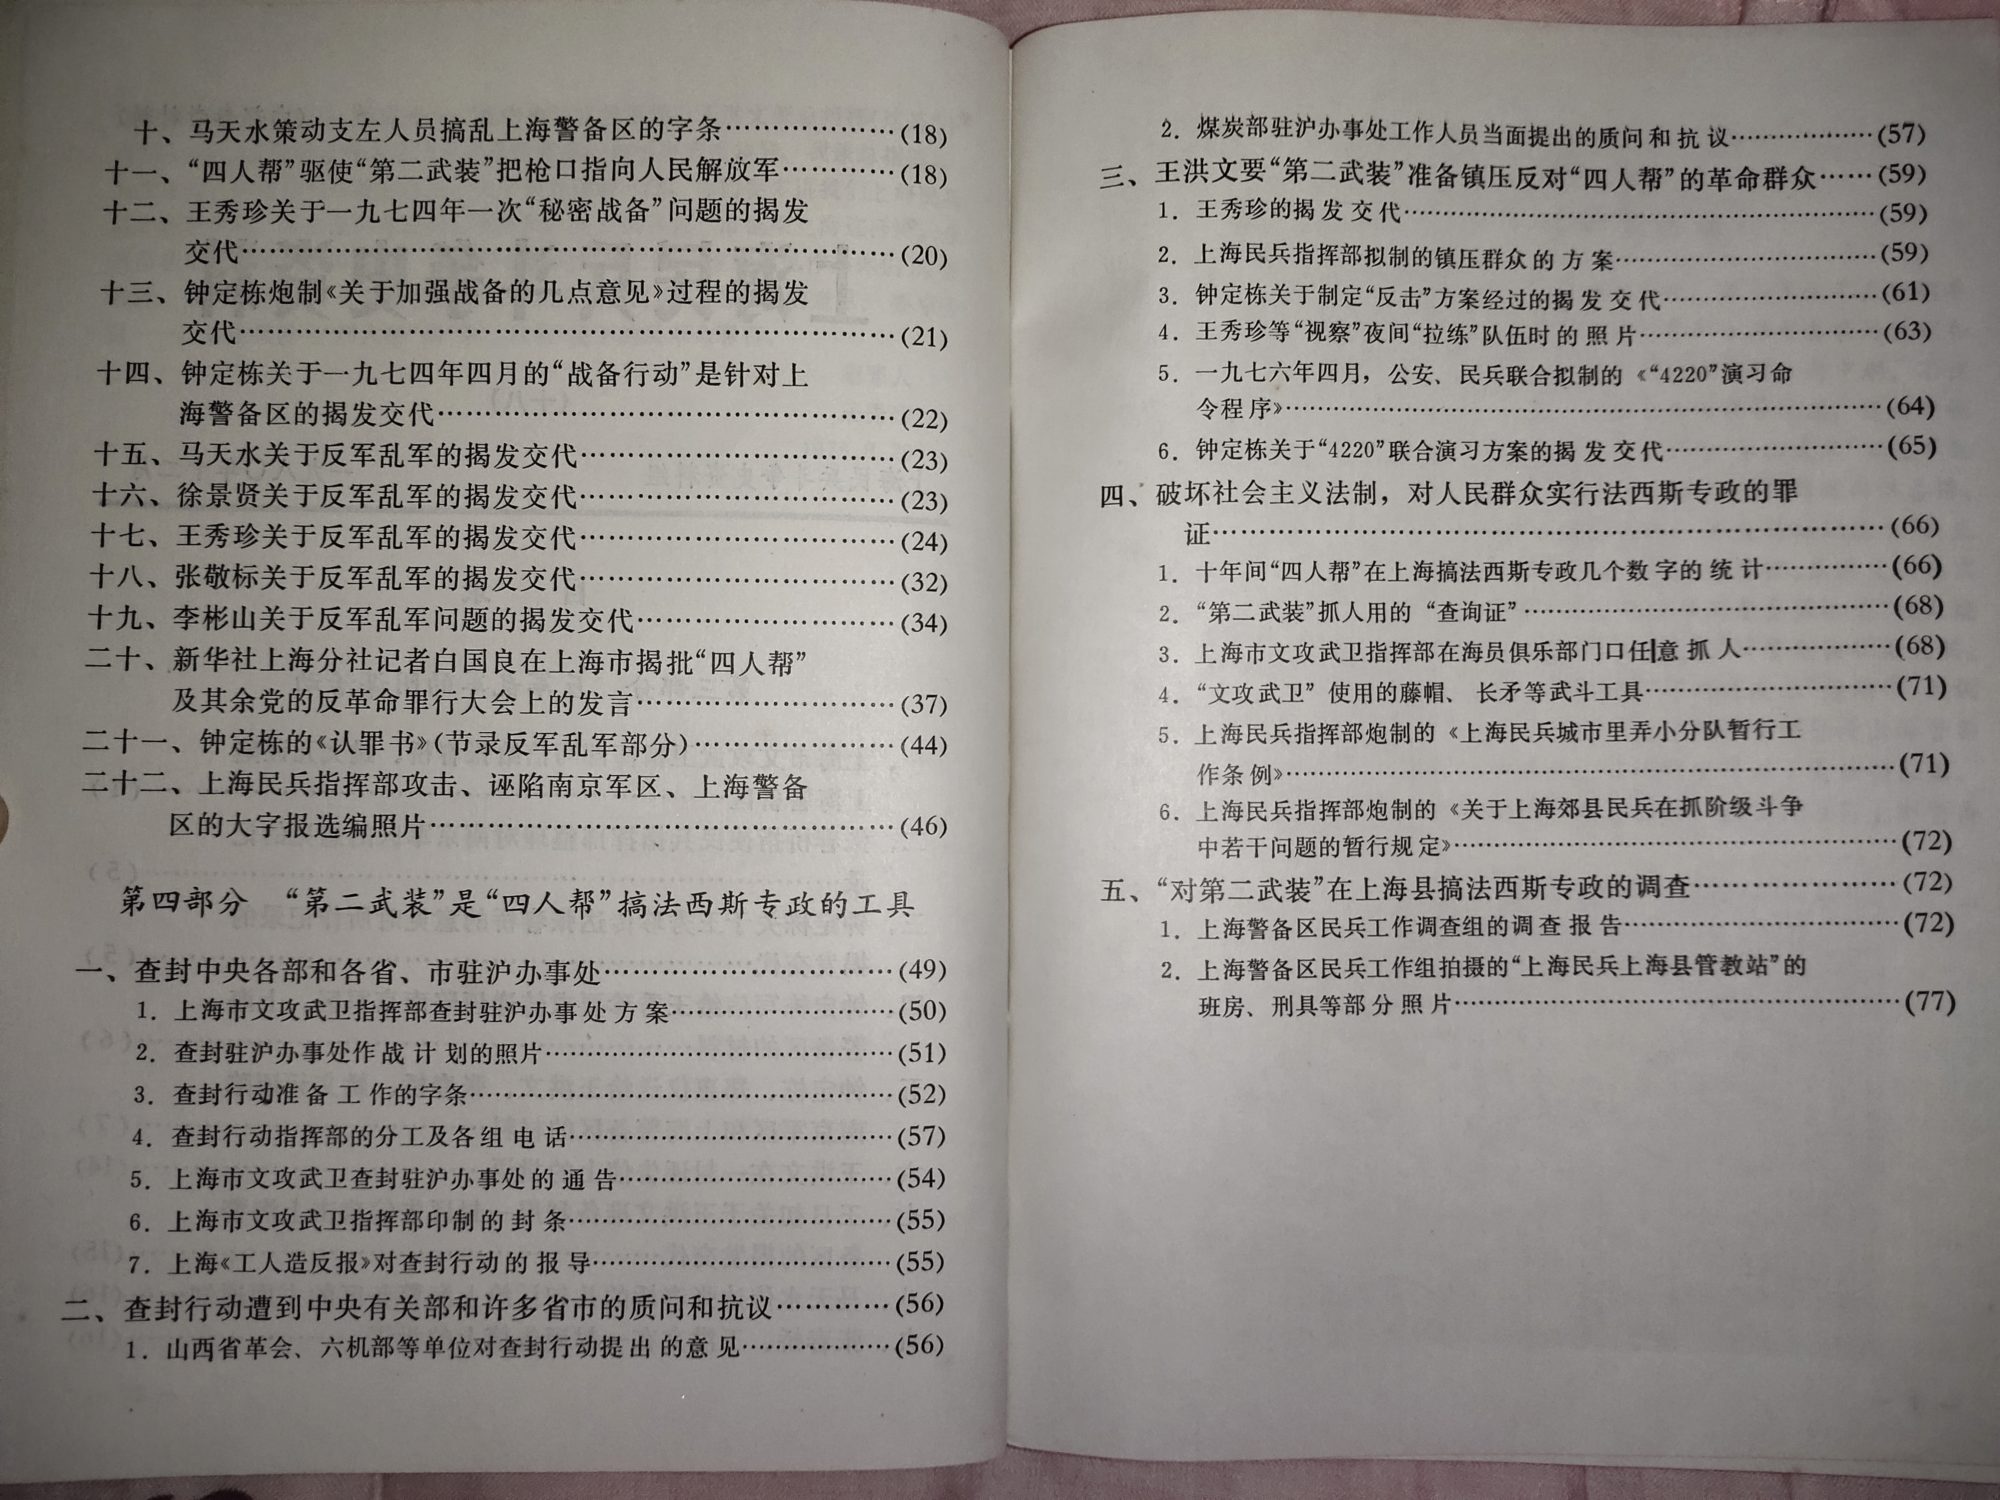 十、马天水策动支左人员搞乱上海警备区的字条………………(18)
十一、“四人帮”驱使“第二武装”把枪口指向人民解放军…………(18)
十二、王秀珍关于一九七四年一次“秘密战备”问题的揭发
交代………………………………………………………………(20)
十三、钟定栋炮制《关于加强战备的几点意见》过程的揭发
交代………………………………………………………………(21)
十四、钟定栋关于一九七四年四月的“战备行动”是针对上
海警备区的揭发交代……………………………………………(22)
十五、马天水关于反军乱军的揭发交代……………………………(23)
十六、徐景贤关于反军乱军的揭发交代……………………………(23)
十七、王秀珍关于反军乱军的揭发交代……………………………(24)
十八、张敬标关于反军乱军的揭发交代……………………………(32)
十九、李彬山关于反军乱军问题的揭发交代………………………(34)
二十、新华社上海分社记者白国良在上海市揭批“四人帮”
及其余党的反革命罪行大会上的发言………………………(37)
二十一、钟定栋的《认罪书》(节录反军乱军部分)…………………(44)
二十二、上海民兵指挥部攻击、诬陷南京军区、上海警备
区的大字报选编照片……………………………………………(46)
第四部分 “第二武装”是“四人帮”搞法西斯专政的工具
一、查封中央各部和各省、市驻沪办事处…………………………(49)
1. 上海市文攻武卫指挥部查封驻沪办事处方案……………………(50)
2. 查封驻沪办事处作战计划的照片…………………………………(51)
3. 查封行动准备工作的字条…………………………………………(52)
4. 查封行动指挥部的分工及各组电话………………………………(57)
5. 上海市文攻武卫查封驻沪办事处的通告…………………………(54)
6. 上海市文攻武卫指挥部印制的封条………………………………(55)
7. 上海《工人造反报》对查封行动的报导……………………………(55)
二、查封行动遭到中央有关部和许多省市的质问和抗议…………(56)
1. 山西省革会、六机部等单位对查封行动提出的意见………………(56)
2. 煤炭部驻沪办事处工作人员当面提出的质问和抗议……………(57)
三、王洪文要“第二武装”准备镇压反对“四人帮”的革命群众……(59)
1. 王秀珍的揭发交代…………………………………………………(59)
2. 上海民兵指挥部拟制的镇压群众的方案…………………………(59)
3. 钟定栋关于制定“反击”方案经过的揭发交代……………………(61)
4. 王秀珍等“视察”夜间“拉练”队伍时的照片………………………(63)
5. 一九七六年四月，公安、民兵联合拟制的《“4220”演习命
令程序》………………………………………………………………(64)
6. 钟定栋关于“4220”联合演习方案的揭发交代……………………(65)
四、破坏社会主义法制，对人民群众实行法西斯专政的罪
证……………………………………………………………………(66)
1. 十年间“四人帮”在上海搞法西斯专政几个数字的统计……………(66)
2. “第二武装”抓人用的“查询证”……………………………………(68)
3. 上海市文攻武卫指挥部在海员俱乐部门口任意抓人……………(68)
4. “文攻武卫”使用的藤帽、长矛等武斗工具…………………………(71)
5. 上海民兵指挥部炮制的《上海民兵城市里弄小分队暂行工
作条例》………………………………………………………………(71)
6. 上海民兵指挥部炮制的《关于上海郊县民兵在抓阶级斗争
中若干问题的暂行规定》……………………………………………(72)
五、“对第二武装”在上海县搞法西斯专政的调查…………………(72)
1. 上海警备区民兵工作调查组的调查报告…………………………(72)
2. 上海警备区民兵工作组拍摄的“上海民兵上海县管教站”的
班房、刑具等部分照片………………………………………………(77)